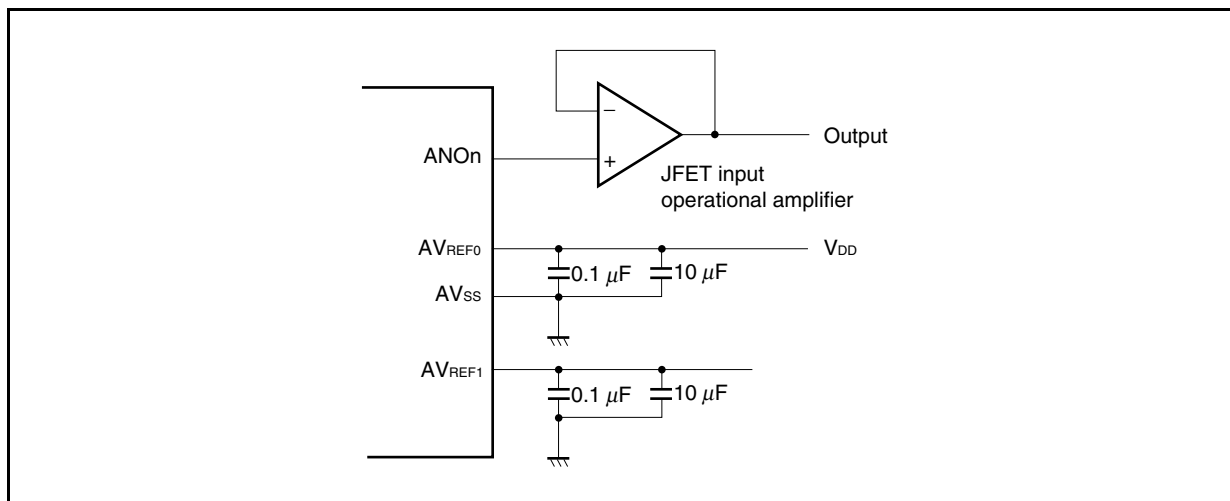 ANOn
−
+
Output
JFET input
operational amplifier
AVREF0
VDD
0.1 μF
10 μF
AVSS
AVREF1
0.1 μF
10 μF